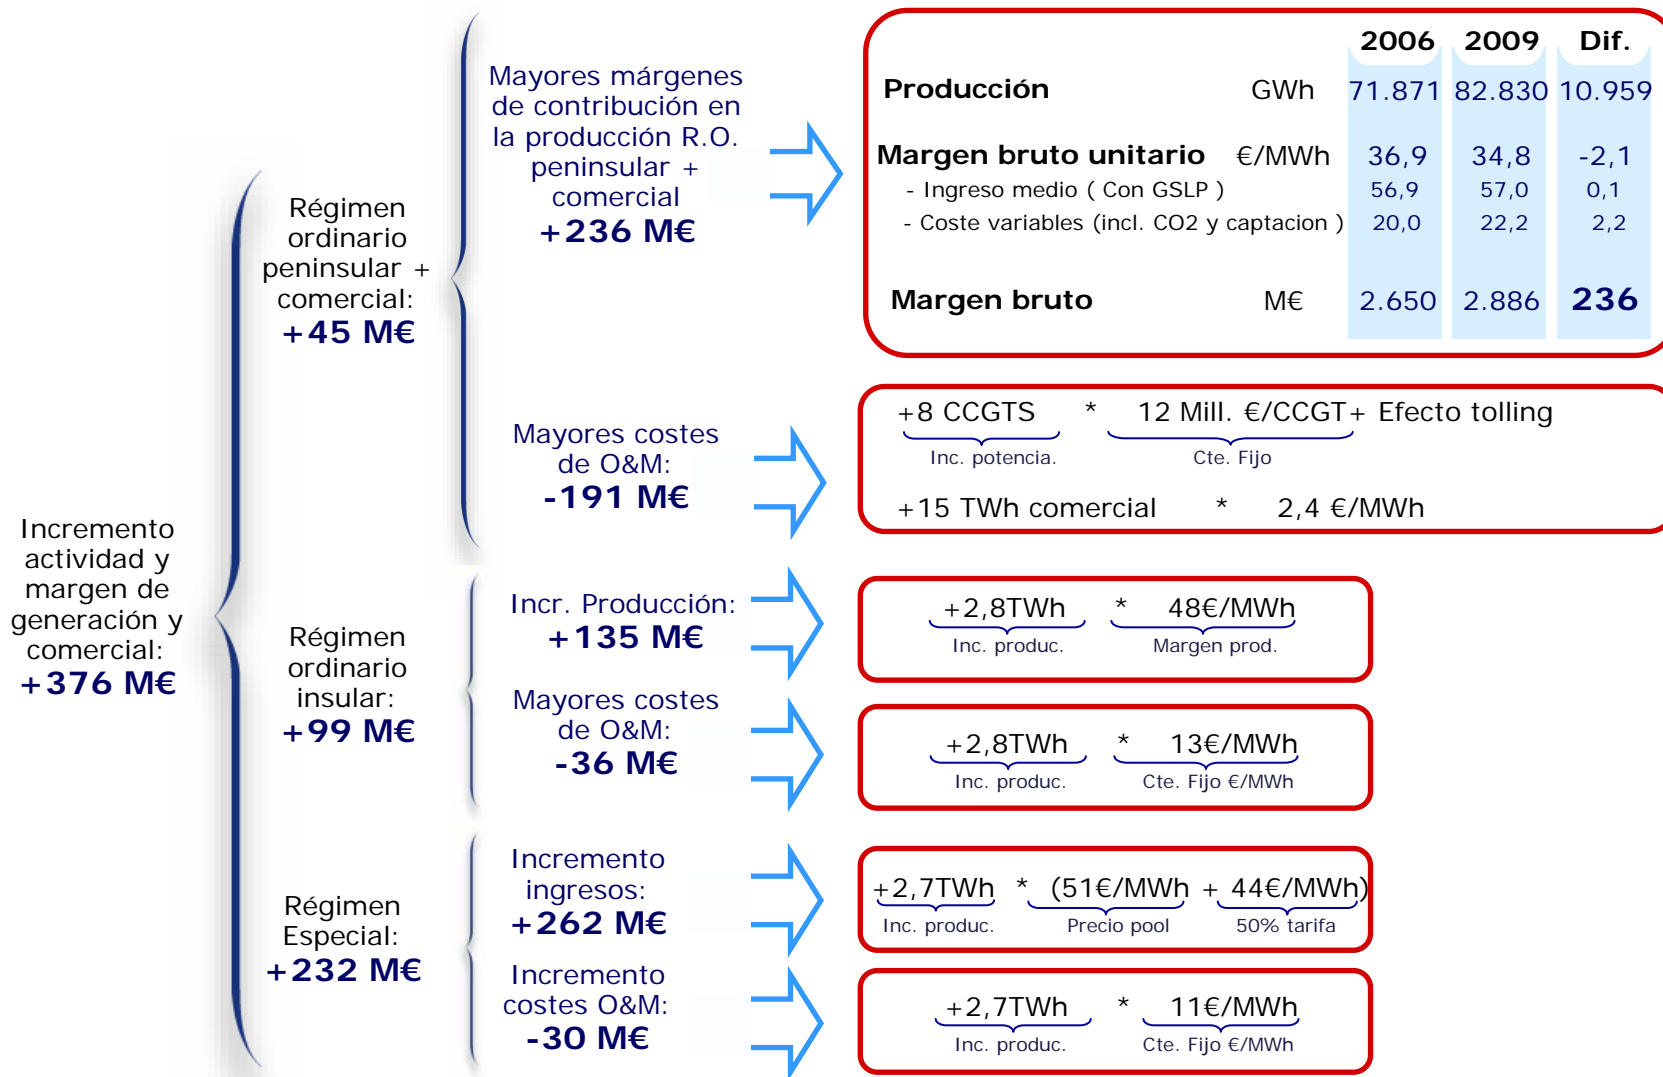 Incremento
actividad y
margen de
generación y
comercial:
+376 M€
Régimen
ordinario
peninsular +
comercial:
+45 M€
Mayores márgenes
de contribución en
la producción R.O.
peninsular +
comercial
+236 M€
2006 2009 Dif.
Producción GWh 71.871 82.830 10.959
Margen bruto unitario €/MWh 36,9 34,8 -2,1
- Ingreso medio ( Con GSLP ) 56,9 57,0 0,1
- Coste variables (incl. CO2 y captacion ) 20,0 22,2 2,2
Margen bruto M€ 2.650 2.886 236
Mayores costes
de O&M:
-191 M€
+8 CCGTS * 12 Mill. €/CCGT+ Efecto tolling
Inc. potencia. Cte. Fijo
+15 TWh comercial * 2,4 €/MWh
Régimen
ordinario
insular:
+99 M€
Incr. Producción:
+135 M€
+2,8TWh * 48€/MWh
Inc. produc. Margen prod.
Mayores costes
de O&M:
-36 M€
+2,8TWh * 13€/MWh
Inc. produc. Cte. Fijo €/MWh
Régimen
Especial:
+232 M€
Incremento
ingresos:
+262 M€
+2,7TWh * (51€/MWh + 44€/MWh)
Inc. produc. Precio pool 50% tarifa
Incremento
costes O&M:
-30 M€
+2,7TWh * 11€/MWh
Inc. produc. Cte. Fijo €/MWh